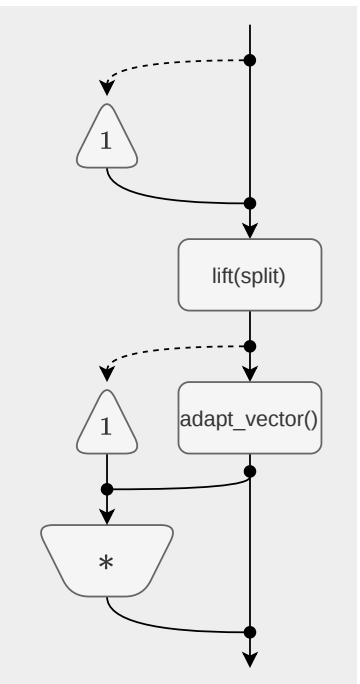 1
lift(split)
1
adapt_vector()
*